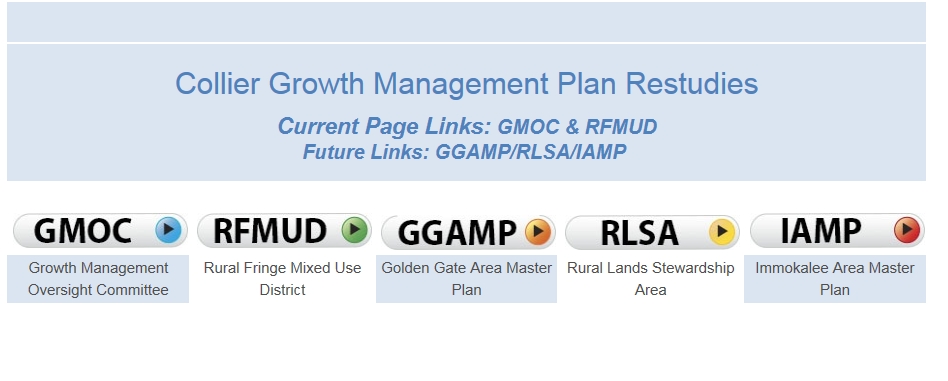 Collier Growth Management Plan Restudies
Current Page Links: GMOC & RFMUD
Future Links: GGAMP/RLSA/IAMP
GMOC
RFMUD
GGAMP
RLSA
IAMP
Growth Management
Oversight Committee
Rural Fringe Mixed Use
District
Golden Gate Area Master
Plan
Rural Lands Stewardship
Area
Immokalee Area Master
Plan